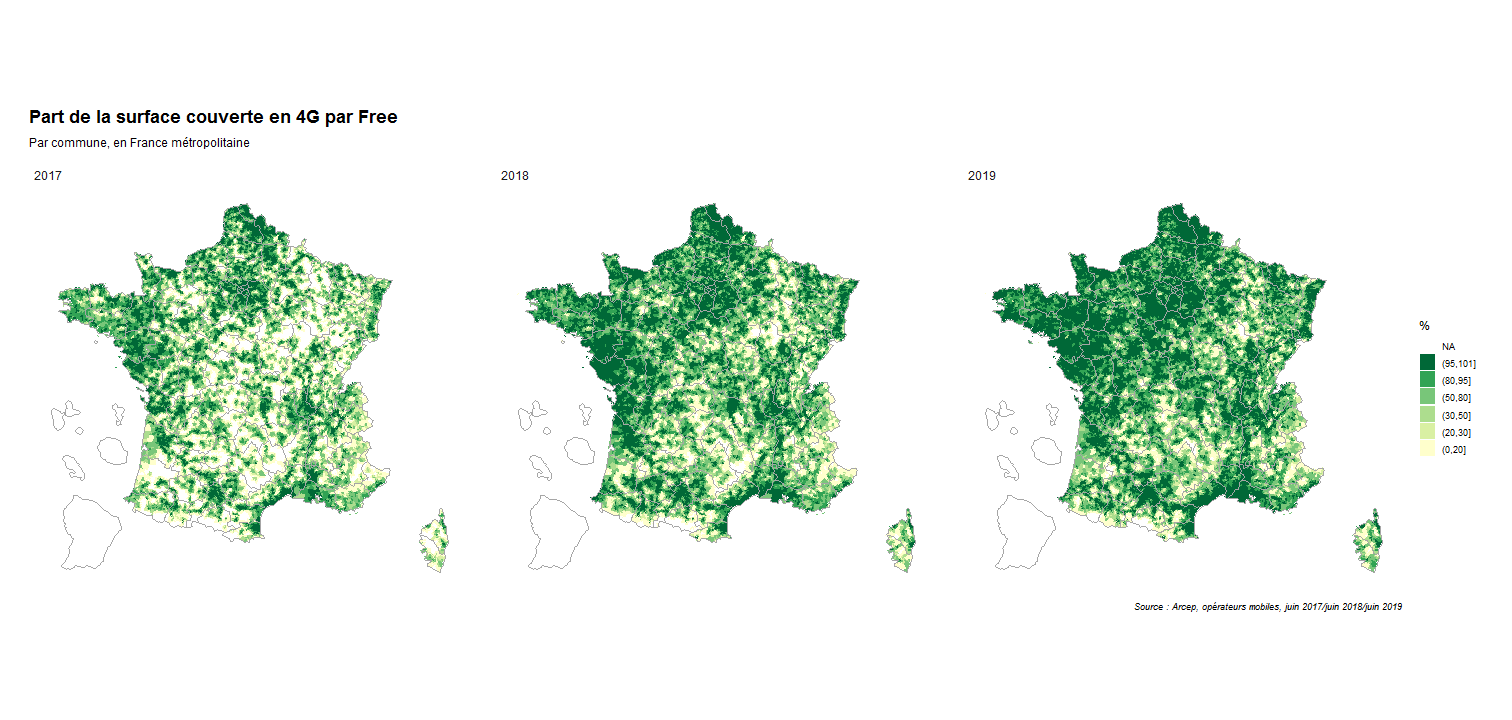 Part de la surface couverte en 4G par Free
Par commune, en France métropolitaine
2017
2018
2019
%
NA
(95,101]
(80,95]
(50,80]
(30,50]
(20,30]
(0,20]
Source : Arcep, opérateurs mobiles, juin 2017/juin 2018/juin 2019